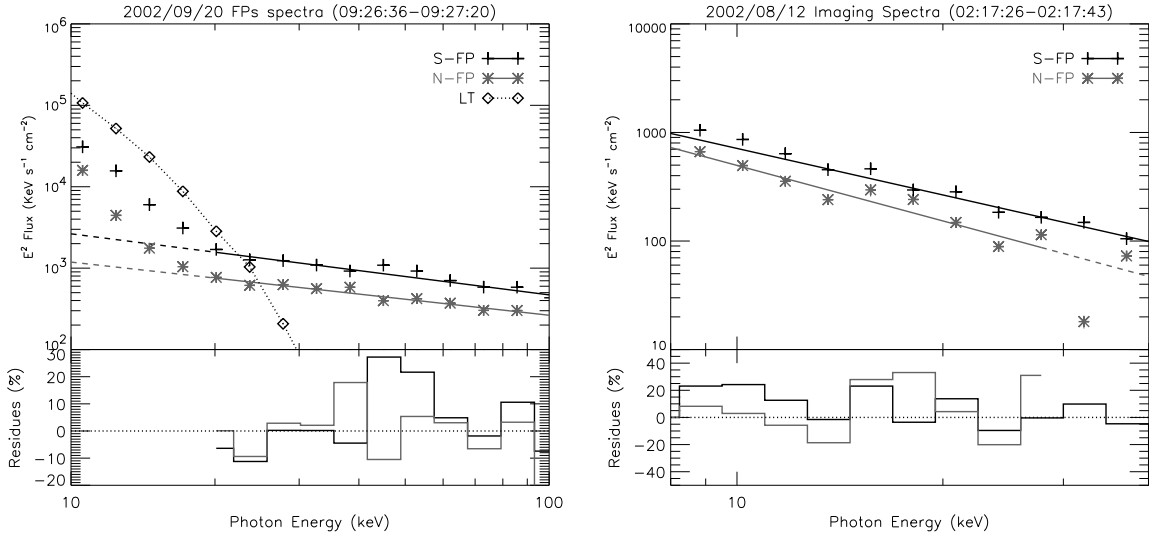 2002/09/20 FPs spectra (09:26:36-09:27:20)
E² Flux (KeV s⁻¹ cm⁻²)
10⁶
10⁵
10⁴
10³
10²
S-FP
N-FP
LT
Residues (%)
30
20
10
0
-10
-20
10
100
Photon Energy (keV)
2002/08/12 Imaging Spectra (02:17:26-02:17:43)
E² Flux (KeV s⁻¹ cm⁻²)
10000
1000
100
10
S-FP
N-FP
Residues (%)
40
20
0
-20
-40
10
Photon Energy (keV)